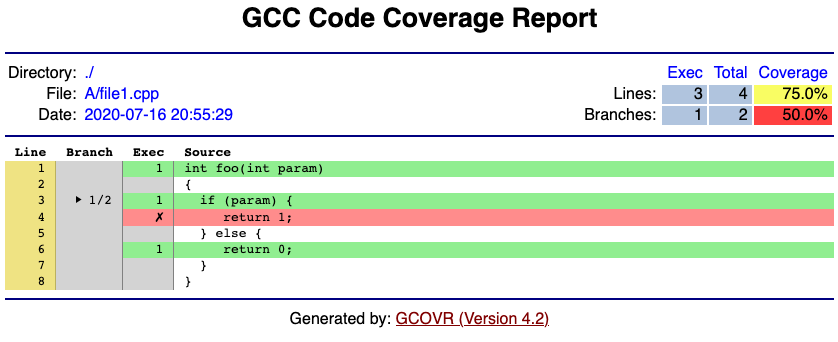 GCC Code Coverage Report
Directory: ./ Exec Total Coverage
File: A/file1.cpp Lines: 3 4 75.0%
Date: 2020-07-16 20:55:29 Branches: 1 2 50.0%
Line Branch Exec Source
1 1 int foo(int param)
2 {
3 ▶ 1/2 1 if (param) {
4 ✗ return 1;
5 } else {
6 1 return 0;
7 }
8 }
Generated by: GCOVR (Version 4.2)